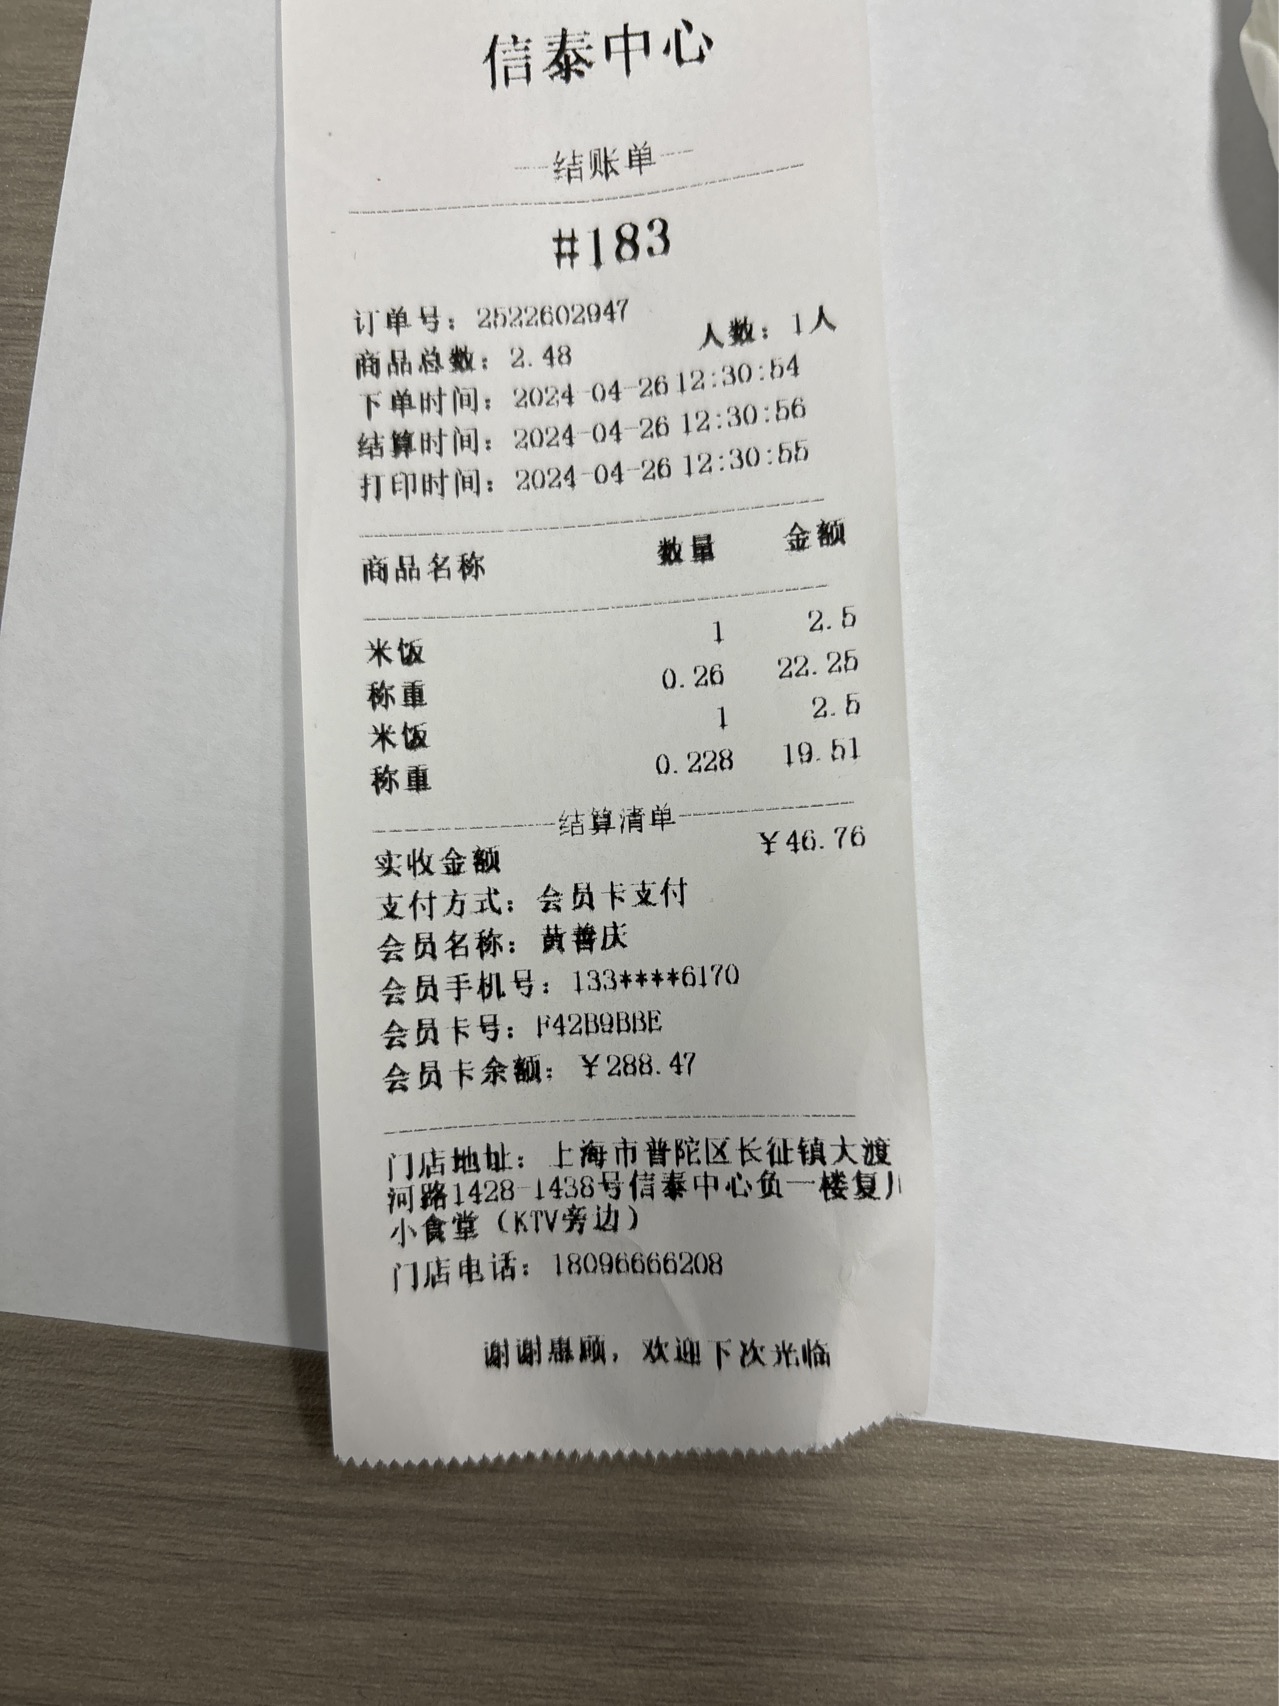 信泰中心
结账单
#183
订单号：2522602947
人数：1人
商品总数：2.48
下单时间：2024-04-26 12:30:54
结算时间：2024-04-26 12:30:56
打印时间：2024-04-26 12:30:55
商品名称 数量 金额
米饭 1 2.5
称重 0.26 22.25
米饭 1 2.5
称重 0.228 19.51
结算清单
实收金额 ¥46.76
支付方式：会员卡支付
会员名称：黄善庆
会员手机号：133****6170
会员卡号：F42B9BBE
会员卡余额：¥288.47
门店地址：上海市普陀区长征镇大渡
河路1428-1438号信泰中心负一楼复
小食堂（KTV旁边）
门店电话：18096666208
谢谢惠顾，欢迎下次光临